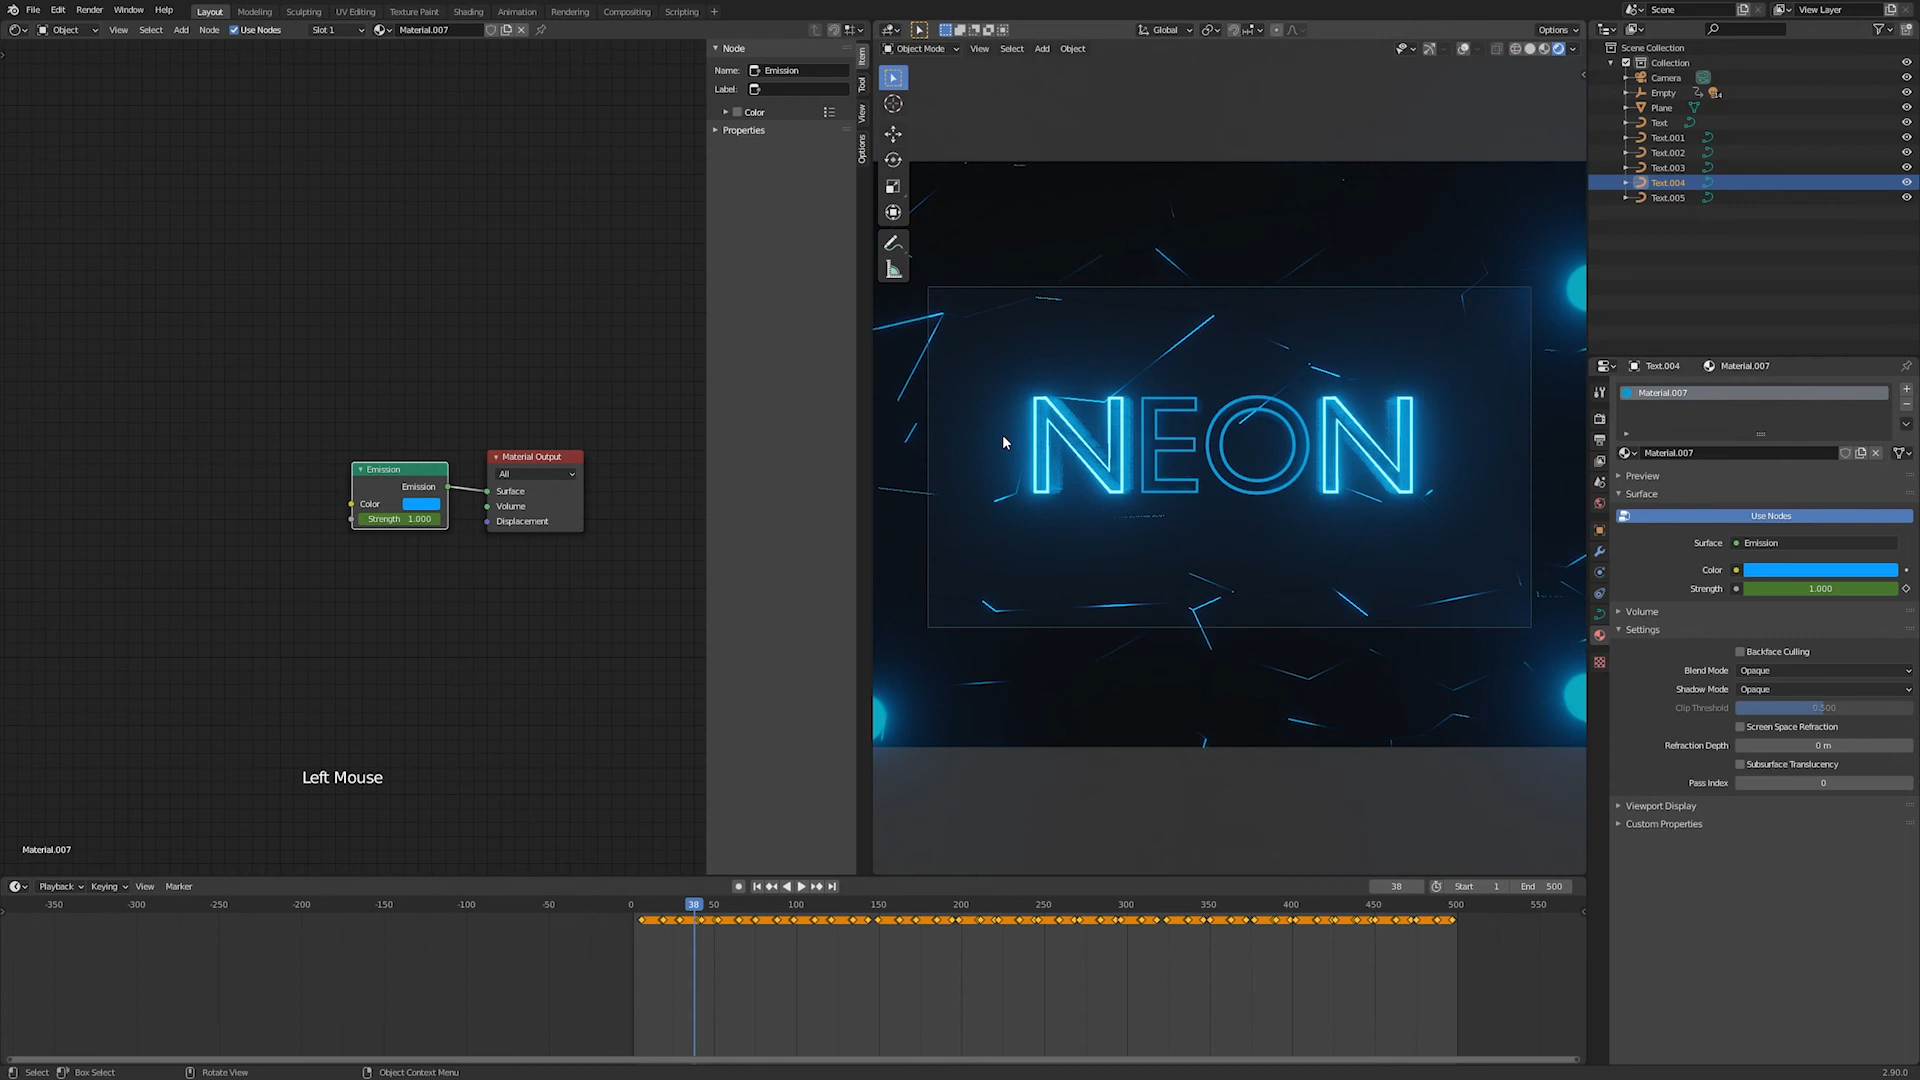 File Edit Render Window Help Layout Modeling Sculpting UV Editing Texture Paint Shading Animation Rendering Compositing Scripting + Scene View Layer
Object View Select Add Node Use Nodes Slot 1 Material.007 Global Options
Node
Name: Emission
Label:
Color
Properties
Item
Tool
View
Options
Object Mode View Select Add Object
NEON
Emission
Emission
Color
Strength 1.000
Material Output
All
Surface
Volume
Displacement
Left Mouse
Material.007
Scene Collection
Collection
Camera
Empty 14
Plane
Text
Text.001
Text.002
Text.003
Text.004
Text.005
Text.004 Material.007
Material.007
Material.007
Preview
Surface
Use Nodes
Surface Emission
Color
Strength 1.000
Volume
Settings
Backface Culling
Blend Mode Opaque
Shadow Mode Opaque
Clip Threshold 0.500
Screen Space Refraction
Refraction Depth 0 m
Subsurface Translucency
Pass Index 0
Viewport Display
Custom Properties
Playback Keying View Marker 38 Start 1 End 500
-350 -300 -250 -200 -150 -100 -50 0 38 50 100 150 200 250 300 350 400 450 500 550
Select Box Select Rotate View Object Context Menu 2.90.0